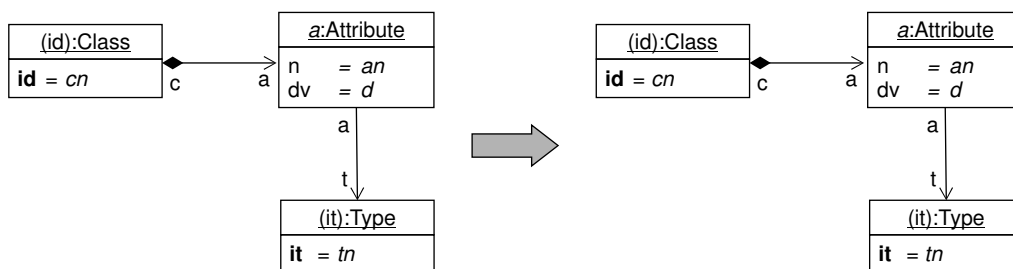 (id):Class
id = cn
c
a
a:Attribute
n = an
dv = d
a
t
(it):Type
it = tn
(id):Class
id = cn
c
a
a:Attribute
n = an
dv = d
a
t
(it):Type
it = tn